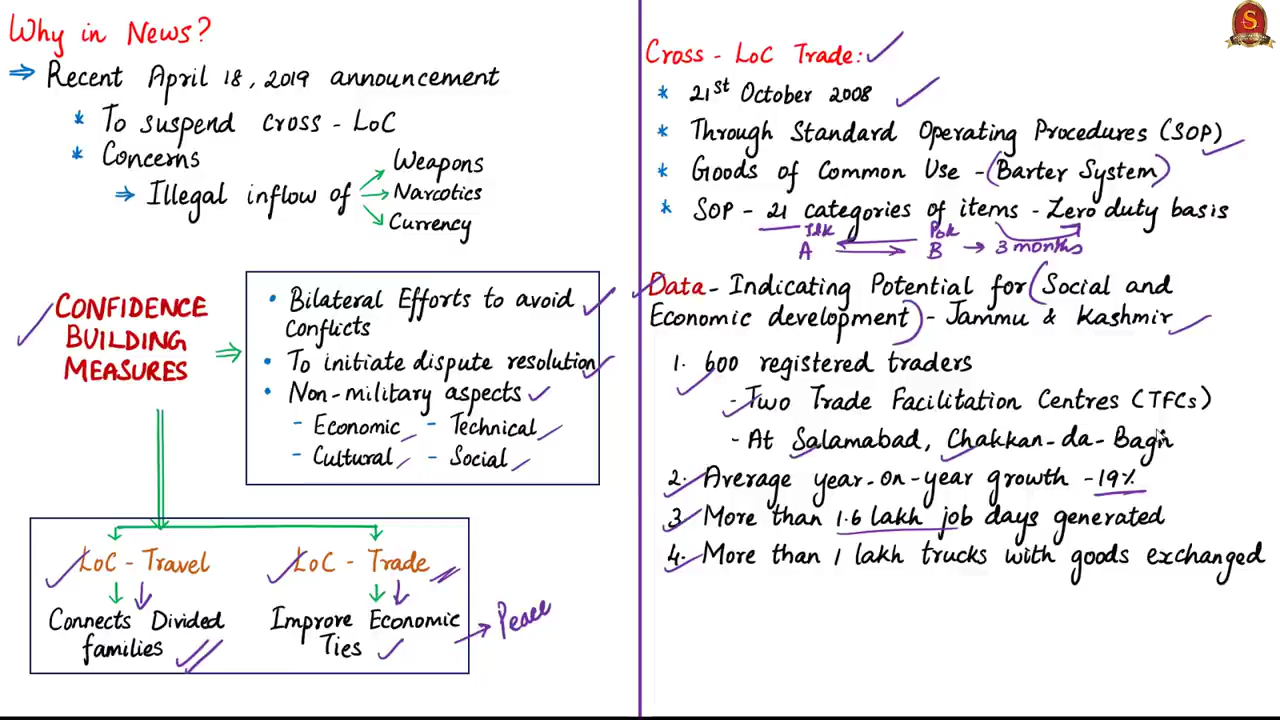 Why in News?
⇒ Recent April 18, 2019 announcement
* To suspend cross - LoC
* Concerns
⇒ Illegal inflow of
Weapons
Narcotics
Currency
CONFIDENCE
BUILDING
MEASURES
• Bilateral Efforts to avoid
conflicts
• To initiate dispute resolution
• Non-military aspects
- Economic - Technical
- Cultural - Social
LoC - Travel
Connects Divided
families
LoC - Trade
Improve Economic
Ties
→ Peace
S
Cross - LoC Trade:
* 21st October 2008
* Through Standard Operating Procedures (SOP)
* Goods of Common Use - (Barter System)
* SOP - 21 categories of items - Zero duty basis
A B → 3 months
Data - Indicating Potential for (Social and
Economic development) - Jammu & Kashmir
1. 600 registered traders
- Two Trade Facilitation Centres (TFCs)
- At Salamabad, Chakkan-da-Bagh
2. Average year-on-year growth - 19%
3. More than 1.6 lakh job days generated
4. More than 1 lakh trucks with goods exchanged